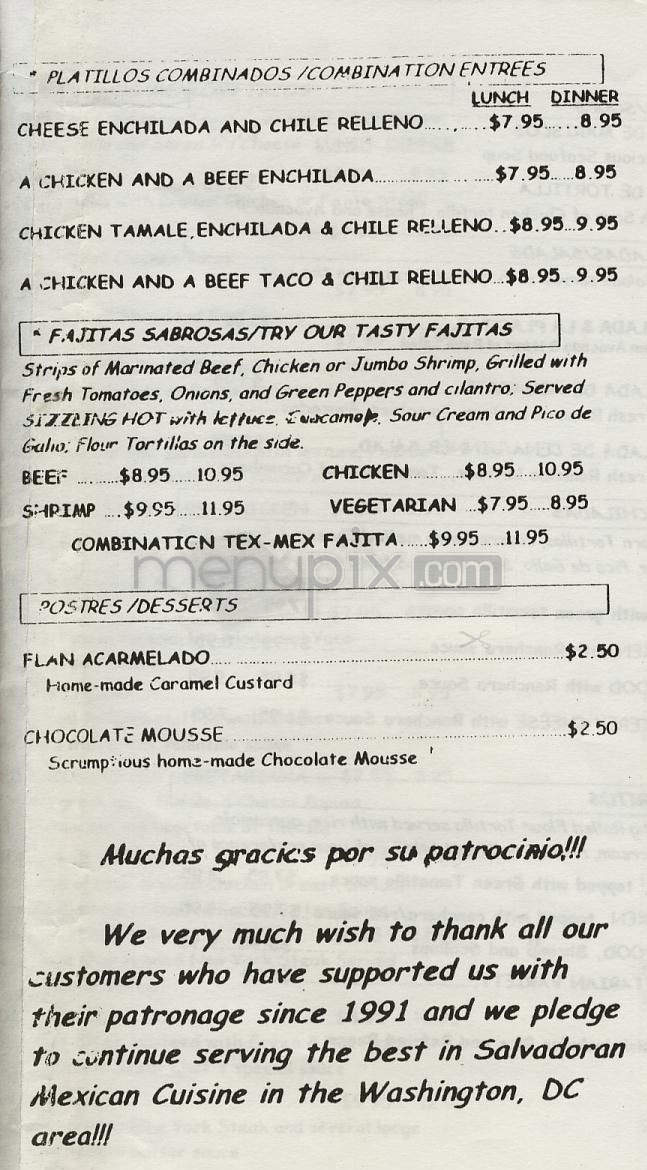 * PLATILLOS COMBINADOS /COMBINATION ENTREES
LUNCH DINNER
CHEESE ENCHILADA AND CHILE RELLENO........$7.95.....8.95
A CHICKEN AND A BEEF ENCHILADA....................$7.95.....8.95
CHICKEN TAMALE, ENCHILADA & CHILE RELLENO..$8.95...9.95
A CHICKEN AND A BEEF TACO & CHILI RELLENO...$8.95..9.95
* FAJITAS SABROSAS/TRY OUR TASTY FAJITAS
Strips of Marinated Beef, Chicken or Jumbo Shrimp, Grilled with
Fresh Tomatoes, Onions, and Green Peppers and cilantro; Served
SIZZLING HOT with lettuce, Guacamole, Sour Cream and Pico de
Gallo; Flour Tortillas on the side.
BEEF .........$8.95.....10.95 CHICKEN............$8.95....10.95
SHRIMP ....$9.95.....11.95 VEGETARIAN ...$7.95....8.95
COMBINATION TEX-MEX FAJITA......$9.95.....11.95
menupix.com
POSTRES /DESSERTS
FLAN ACARMELADO.......................................................$2.50
Home-made Caramel Custard
CHOCOLATE MOUSSE.....................................................$2.50
Scrumptious home-made Chocolate Mousse
Muchas gracias por su patrocinio!!!
We very much wish to thank all our
customers who have supported us with
their patronage since 1991 and we pledge
to continue serving the best in Salvadoran
Mexican Cuisine in the Washington, DC
area!!!